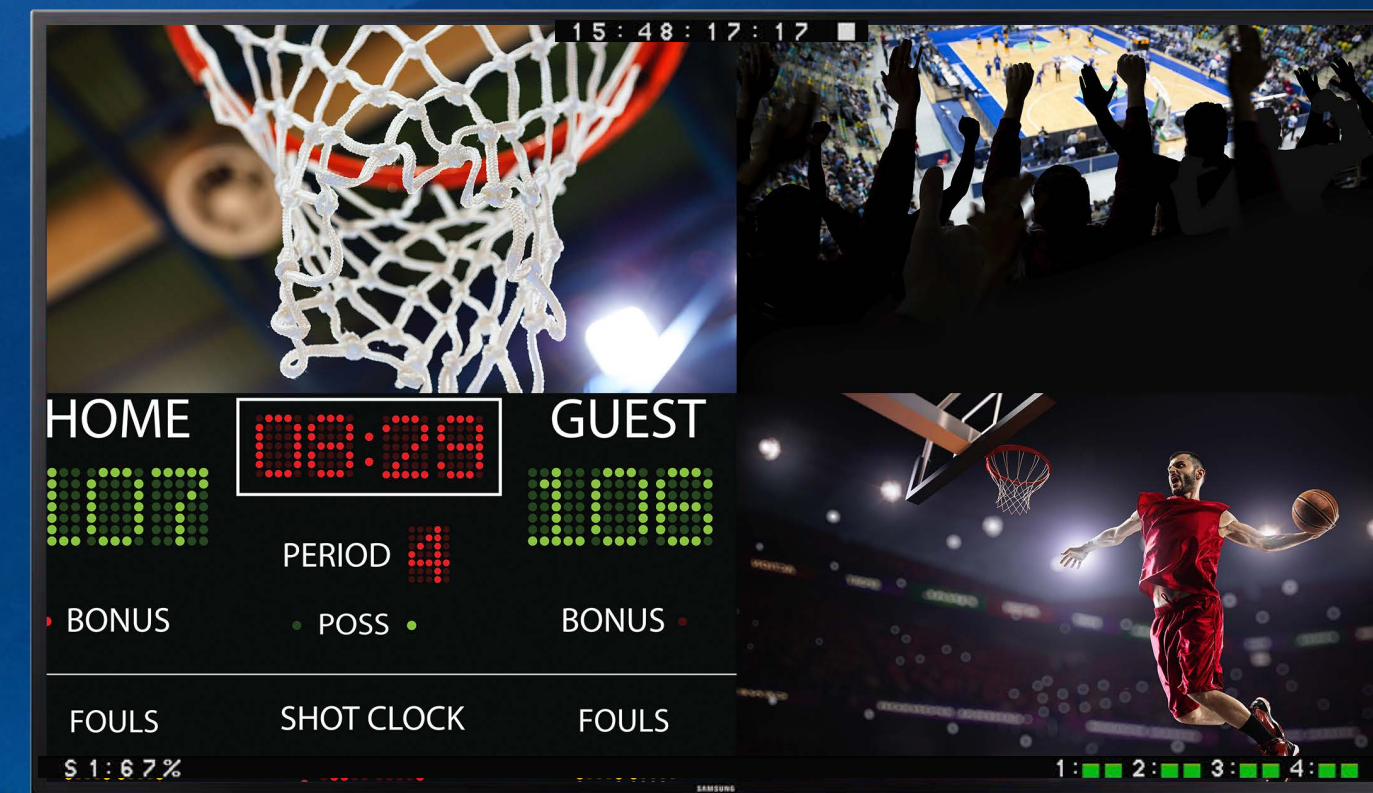 15:48:17:17
HOME
08:29
GUEST
107
108
PERIOD 4
BONUS
POSS
BONUS
FOULS
SHOT CLOCK
FOULS
S1:67%
1: 2: 3: 4:
SAMSUNG